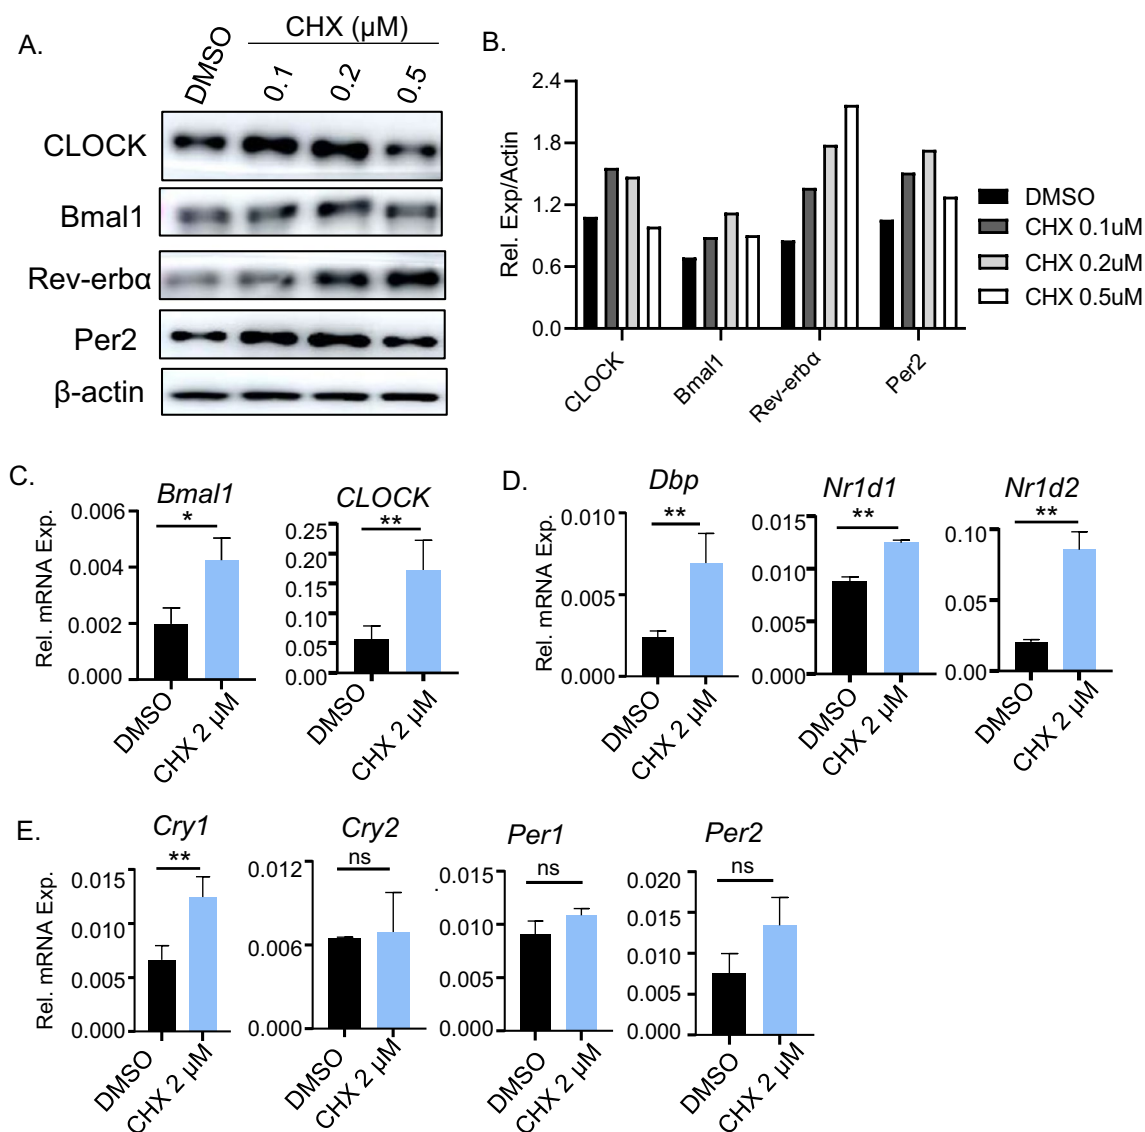 A.
CHX (µM)
DMSO
0.1
0.2
0.5
CLOCK
Bmal1
Rev-erbα
Per2
β-actin
B.
Rel. Exp/Actin
2.4
1.8
1.2
0.6
0.0
CLOCK
Bmal1
Rev-erbα
Per2
DMSO
CHX 0.1uM
CHX 0.2uM
CHX 0.5uM
C.
Bmal1
Rel. mRNA Exp.
0.006
0.004
0.002
0.000
*
DMSO
CHX 2 µM
CLOCK
0.25
0.20
0.15
0.10
0.05
0.00
**
DMSO
CHX 2 µM
D.
Dbp
Rel. mRNA Exp.
0.010
0.005
0.000
**
DMSO
CHX 2 µM
Nr1d1
0.015
0.010
0.005
0.000
**
DMSO
CHX 2 µM
Nr1d2
0.10
0.05
0.00
**
DMSO
CHX 2 µM
E.
Cry1
Rel. mRNA Exp.
0.015
0.010
0.005
0.000
**
DMSO
CHX 2 µM
Cry2
0.012
0.006
0.000
ns
DMSO
CHX 2 µM
Per1
0.015
0.010
0.005
0.000
ns
DMSO
CHX 2 µM
Per2
0.020
0.015
0.010
0.005
0.000
ns
DMSO
CHX 2 µM